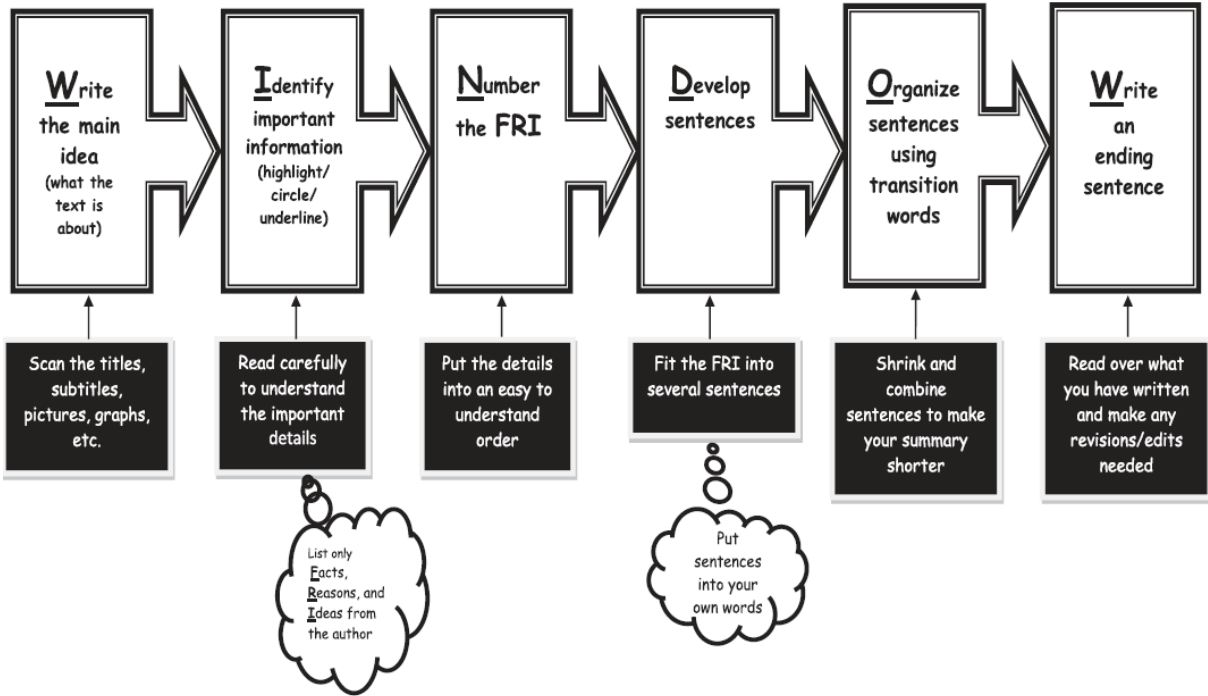 Write
the main
idea
(what the
text is
about)
Identify
important
information
(highlight/
circle/
underline)
Number
the FRI
Develop
sentences
Organize
sentences
using
transition
words
Write
an
ending
sentence
Scan the titles,
subtitles,
pictures, graphs,
etc.
Read carefully
to understand
the important
details
Put the details
into an easy to
understand
order
Fit the FRI into
several sentences
Shrink and
combine
sentences to make
your summary
shorter
Read over what
you have written
and make any
revisions/edits
needed
List only
Facts,
Reasons, and
Ideas from
the author
Put
sentences
into your
own words